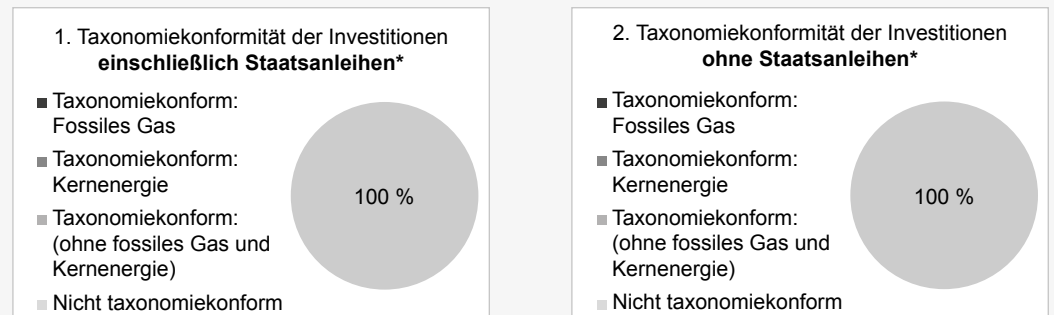 1. Taxonomiekonformität der Investitionen
einschließlich Staatsanleihen*
Taxonomiekonform:
Fossiles Gas
Taxonomiekonform:
Kernenergie
Taxonomiekonform:
(ohne fossiles Gas und
Kernenergie)
Nicht taxonomiekonform
100 %
2. Taxonomiekonformität der Investitionen
ohne Staatsanleihen*
Taxonomiekonform:
Fossiles Gas
Taxonomiekonform:
Kernenergie
Taxonomiekonform:
(ohne fossiles Gas und
Kernenergie)
Nicht taxonomiekonform
100 %